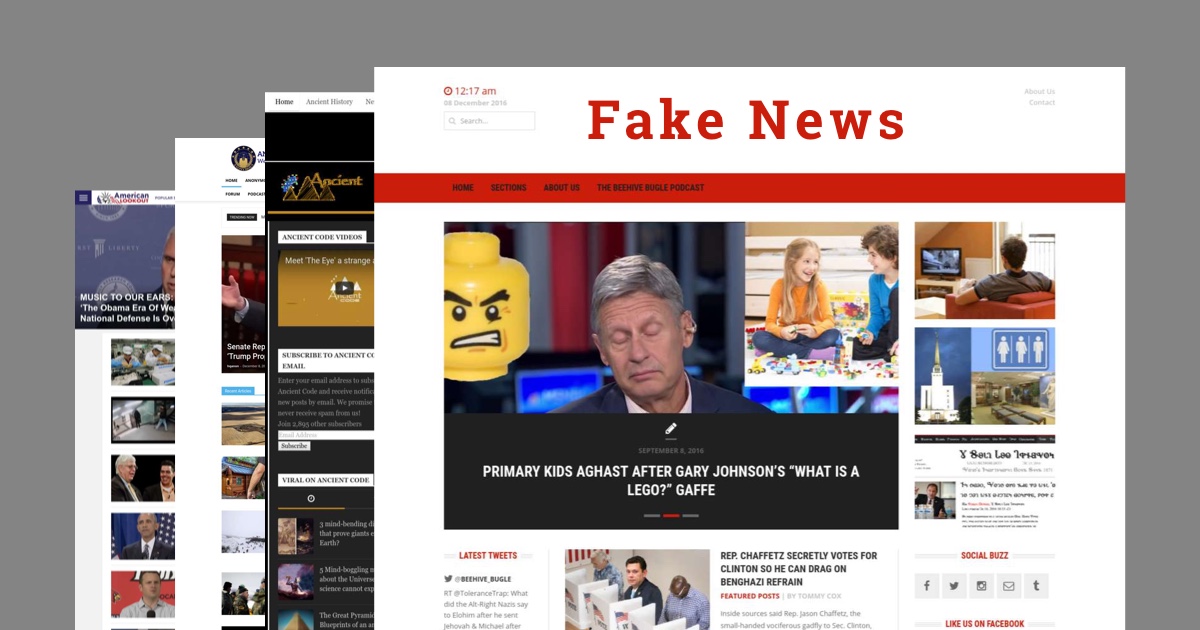 12:17 am
08 December 2016
Search...
About Us
Contact
Fake News
HOME
SECTIONS
ABOUT US
THE BEEHIVE BUGLE PODCAST
SEPTEMBER 8, 2016
PRIMARY KIDS AGHAST AFTER GARY JOHNSON'S “WHAT IS A
LEGO?” GAFFE
LATEST TWEETS
@BEEHIVE_BUGLE
RT @ToleranceTrap: What
did the Alt-Right Nazis say
to Elohim after he sent
Jehovah & Michael after
REP. CHAFFETZ SECRETLY VOTES FOR
CLINTON SO HE CAN DRAG ON
BENGHAZI REFRAIN
FEATURED POSTS | BY TOMMY COX
Inside sources said Rep. Jason Chaffetz, the
small-handed vociferous gadfly to Sec. Clinton,
SOCIAL BUZZ
LIKE US ON FACEBOOK
Home
Ancient History
Ne
Ancient
ANCIENT CODE VIDEOS
Meet 'The Eye' a strange a
Ancient
SUBSCRIBE TO ANCIENT CO
EMAIL
Enter your email address to subs
Ancient Code and receive notifica
new posts by email. We promise
never receive spam from us!
Join 2,895 other subscribers
Email Address
Subscribe
VIRAL ON ANCIENT CODE
3 mind-bending di
that prove giants e
Earth?
5 Mind-boggling m
about the Univers
science cannot exp
The Great Pyramid
Blueprints of an an
HOME
ANONYM
FORUM
PODCAST
TRENDING NOW
Senate Rep
'Trump Pro
Recent Articles
American
LOOKOUT
POPULAR
MUSIC TO OUR EARS:
'The Obama Era Of We
National Defense Is Ov